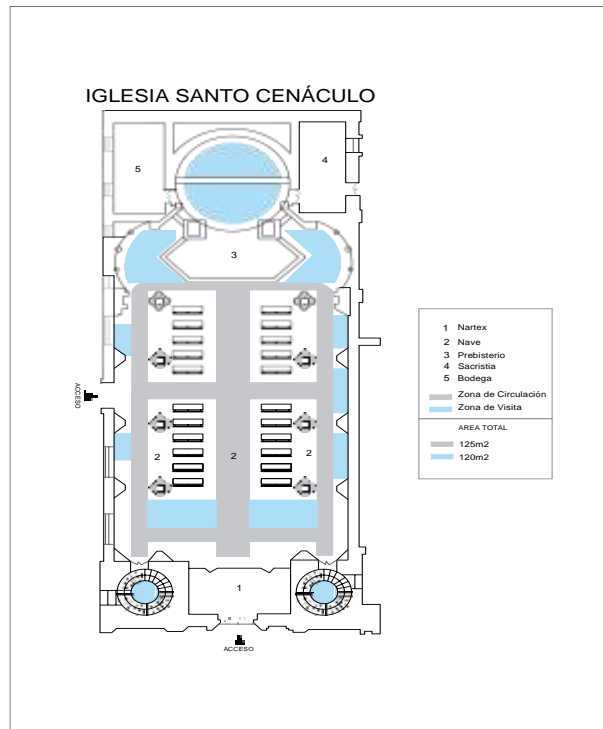 IGLESIA SANTO CENÁCULO
5
4
3
ACCESO
2
2
2
1
ACCESO
1 Nartex
2 Nave
3 Prebisterio
4 Sacristia
5 Bodega
Zona de Circulación
Zona de Visita
AREA TOTAL
125m2
120m2